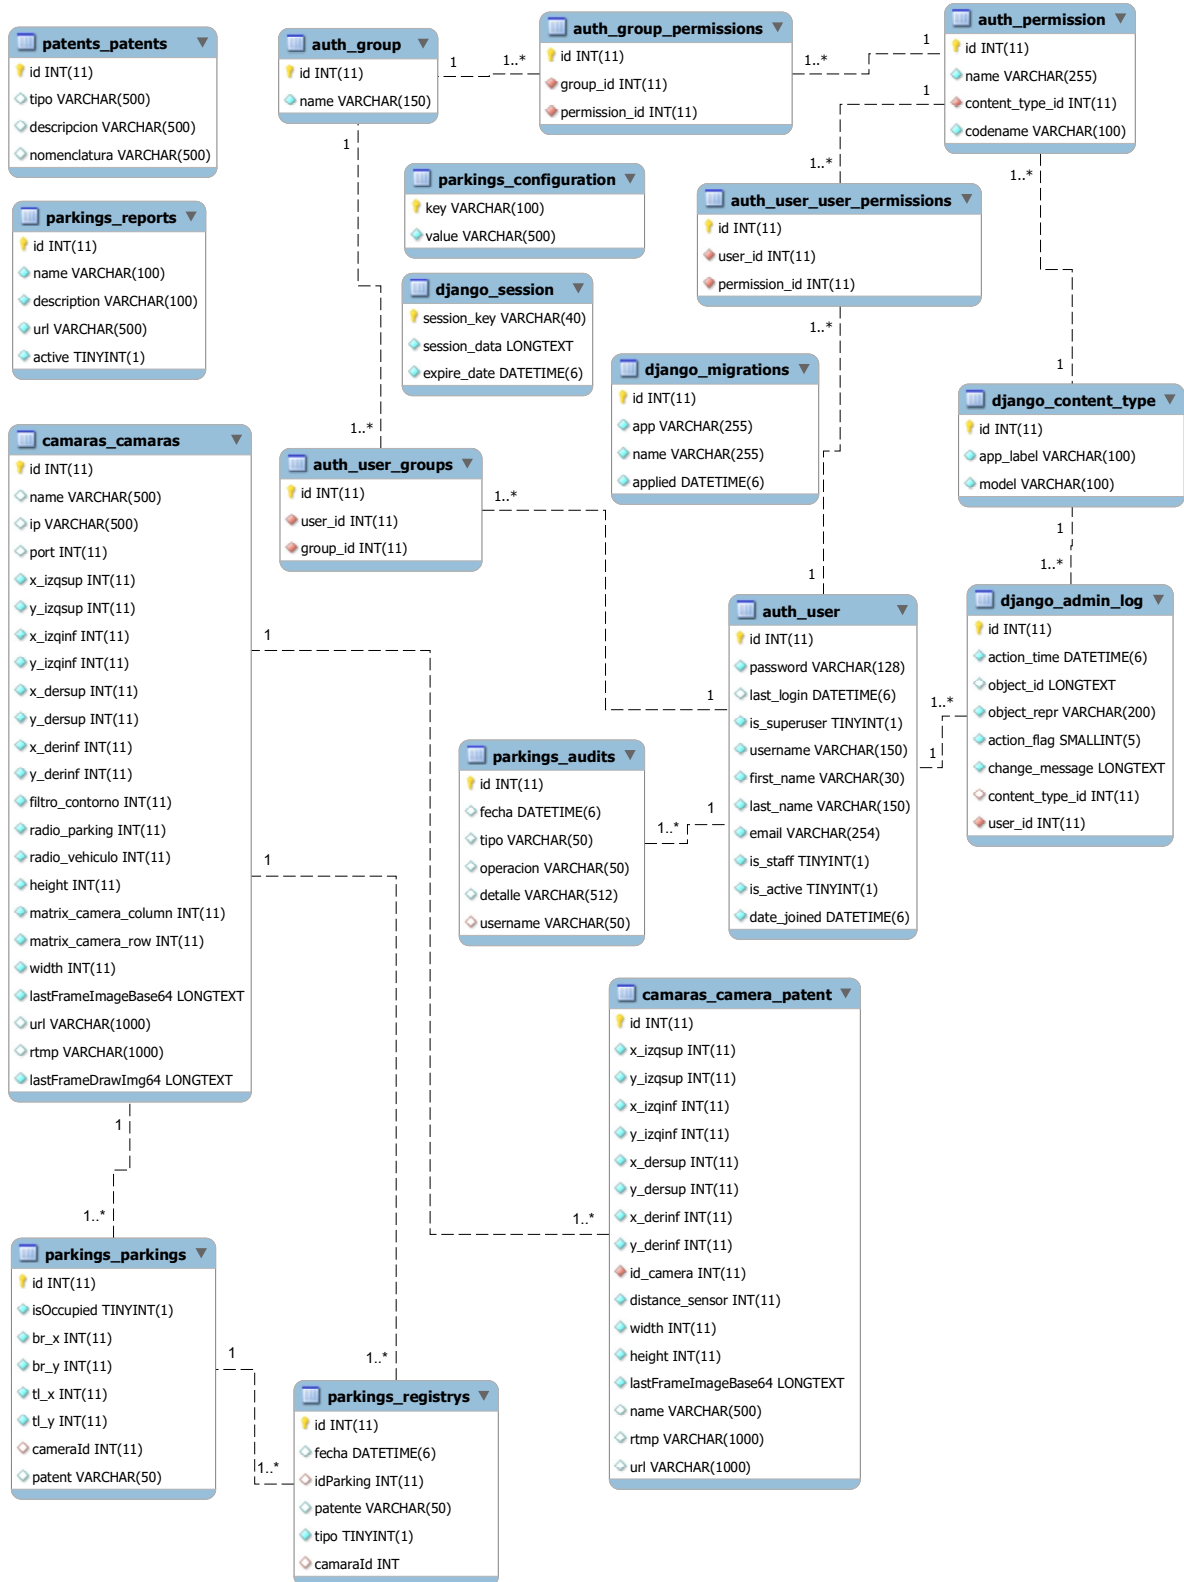 patents_patents
id INT(11)
tipo VARCHAR(500)
descripcion VARCHAR(500)
nomenclatura VARCHAR(500)
auth_group
id INT(11)
name VARCHAR(150)
1
1..*
auth_group_permissions
id INT(11)
group_id INT(11)
permission_id INT(11)
1..*
1
auth_permission
id INT(11)
name VARCHAR(255)
content_type_id INT(11)
codename VARCHAR(100)
1
1..*
1
1..*
parkings_configuration
key VARCHAR(100)
value VARCHAR(500)
auth_user_user_permissions
id INT(11)
user_id INT(11)
permission_id INT(11)
1..*
parkings_reports
id INT(11)
name VARCHAR(100)
description VARCHAR(100)
url VARCHAR(500)
active TINYINT(1)
django_session
session_key VARCHAR(40)
session_data LONGTEXT
expire_date DATETIME(6)
django_migrations
id INT(11)
app VARCHAR(255)
name VARCHAR(255)
applied DATETIME(6)
1
django_content_type
id INT(11)
app_label VARCHAR(100)
model VARCHAR(100)
1
1..*
1..*
auth_user_groups
id INT(11)
user_id INT(11)
group_id INT(11)
1..*
camaras_camaras
id INT(11)
name VARCHAR(500)
ip VARCHAR(500)
port INT(11)
x_izqsup INT(11)
y_izqsup INT(11)
x_izqinf INT(11)
y_izqinf INT(11)
x_dersup INT(11)
y_dersup INT(11)
x_derinf INT(11)
y_derinf INT(11)
filtro_contorno INT(11)
radio_parking INT(11)
radio_vehiculo INT(11)
height INT(11)
matrix_camera_column INT(11)
matrix_camera_row INT(11)
width INT(11)
lastFrameImageBase64 LONGTEXT
url VARCHAR(1000)
rtmp VARCHAR(1000)
lastFrameDrawImg64 LONGTEXT
1
1
1
1
auth_user
id INT(11)
password VARCHAR(128)
last_login DATETIME(6)
is_superuser TINYINT(1)
username VARCHAR(150)
first_name VARCHAR(30)
last_name VARCHAR(150)
email VARCHAR(254)
is_staff TINYINT(1)
is_active TINYINT(1)
date_joined DATETIME(6)
1
1..*
1
django_admin_log
id INT(11)
action_time DATETIME(6)
object_id LONGTEXT
object_repr VARCHAR(200)
action_flag SMALLINT(5)
change_message LONGTEXT
content_type_id INT(11)
user_id INT(11)
parkings_audits
id INT(11)
fecha DATETIME(6)
tipo VARCHAR(50)
operacion VARCHAR(50)
detalle VARCHAR(512)
username VARCHAR(50)
1..*
1
camaras_camera_patent
id INT(11)
x_izqsup INT(11)
y_izqsup INT(11)
x_izqinf INT(11)
y_izqinf INT(11)
x_dersup INT(11)
y_dersup INT(11)
x_derinf INT(11)
y_derinf INT(11)
id_camera INT(11)
distance_sensor INT(11)
width INT(11)
height INT(11)
lastFrameImageBase64 LONGTEXT
name VARCHAR(500)
rtmp VARCHAR(1000)
url VARCHAR(1000)
1..*
1..*
parkings_parkings
id INT(11)
isOccupied TINYINT(1)
br_x INT(11)
br_y INT(11)
tl_x INT(11)
tl_y INT(11)
cameraId INT(11)
patent VARCHAR(50)
1
1..*
1..*
parkings_registrys
id INT(11)
fecha DATETIME(6)
idParking INT(11)
patente VARCHAR(50)
tipo TINYINT(1)
camaraId INT